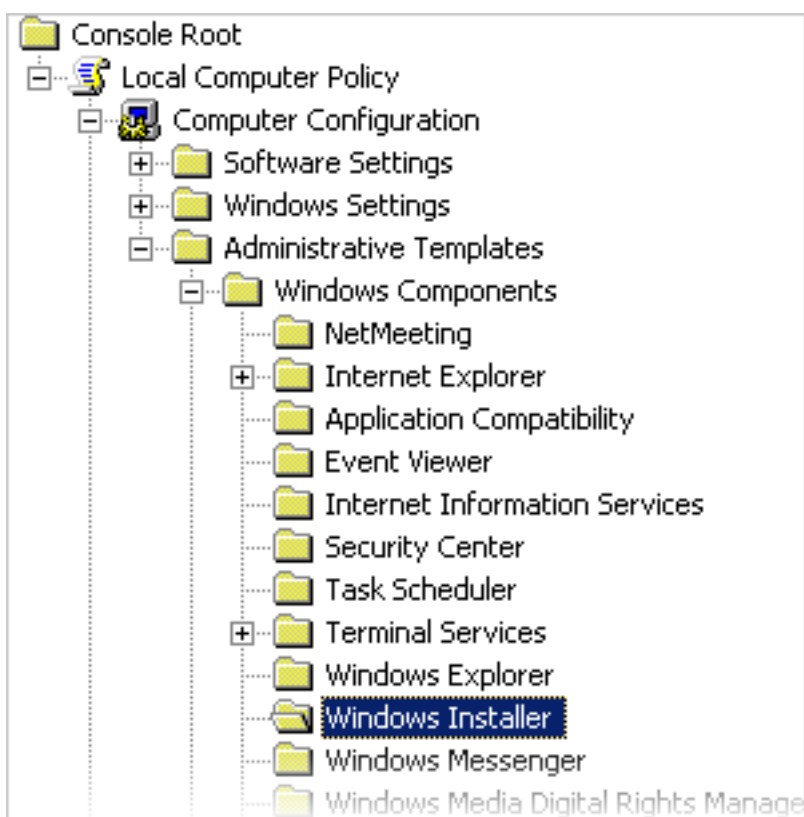 Console Root
Local Computer Policy
Computer Configuration
Software Settings
Windows Settings
Administrative Templates
Windows Components
NetMeeting
Internet Explorer
Application Compatibility
Event Viewer
Internet Information Services
Security Center
Task Scheduler
Terminal Services
Windows Explorer
Windows Installer
Windows Messenger
Windows Media Digital Rights Manage